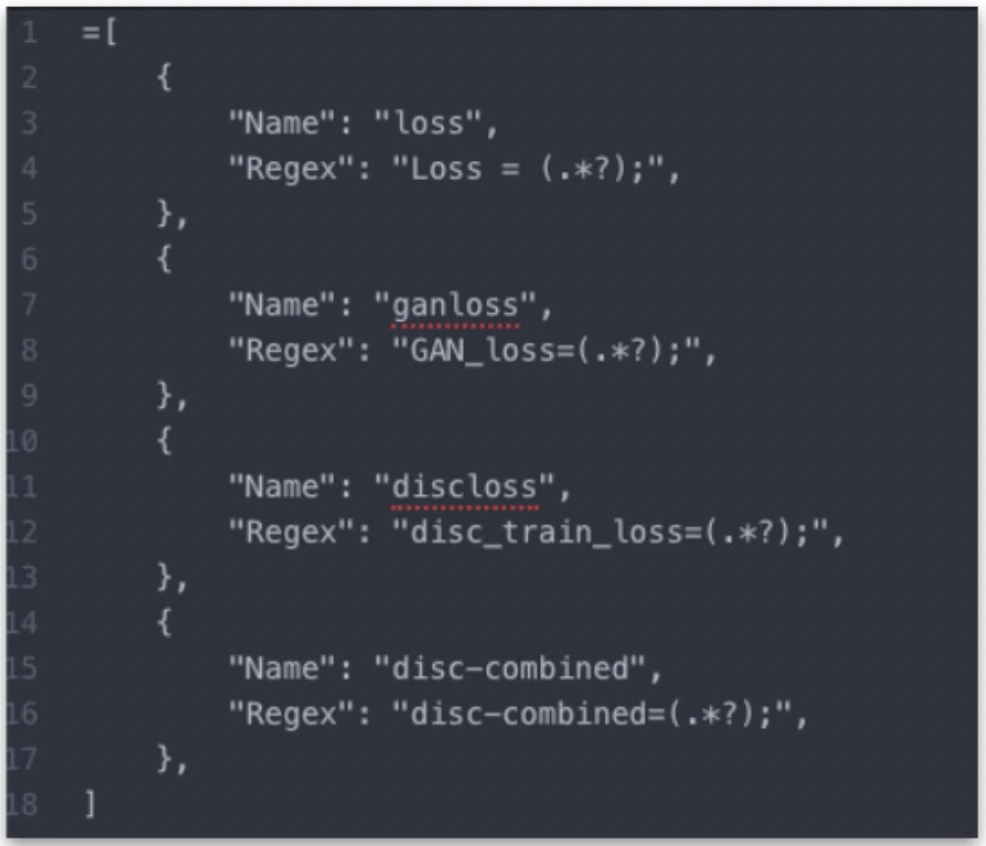 1 =[
2 {
3 "Name": "loss",
4 "Regex": "Loss = (.*?);",
5 },
6 {
7 "Name": "ganloss",
8 "Regex": "GAN_loss=(.*?);",
9 },
10 {
11 "Name": "discloss",
12 "Regex": "disc_train_loss=(.*?);",
13 },
14 {
15 "Name": "disc-combined",
16 "Regex": "disc-combined=(.*?);",
17 },
18 ]